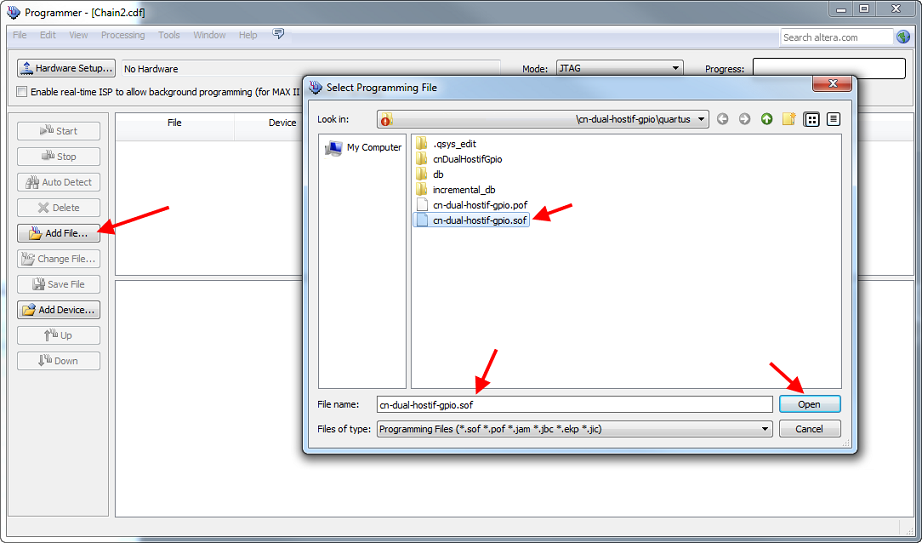 Programmer - [Chain2.cdf]
File Edit View Processing Tools Window Help
Search altera.com
Hardware Setup... No Hardware Mode: JTAG Progress:
Enable real-time ISP to allow background programming (for MAX II
Start
Stop
Auto Detect
Delete
Add File...
Change File...
Save File
Add Device...
Up
Down
File Device
Select Programming File
Look in: \cn-dual-hostif-gpio\quartus
My Computer
.qsys_edit
cnDualHostifGpio
db
incremental_db
cn-dual-hostif-gpio.pof
cn-dual-hostif-gpio.sof
File name: cn-dual-hostif-gpio.sof Open
Files of type: Programming Files (*.sof *.pof *.jam *.jbc *.ekp *.jic) Cancel